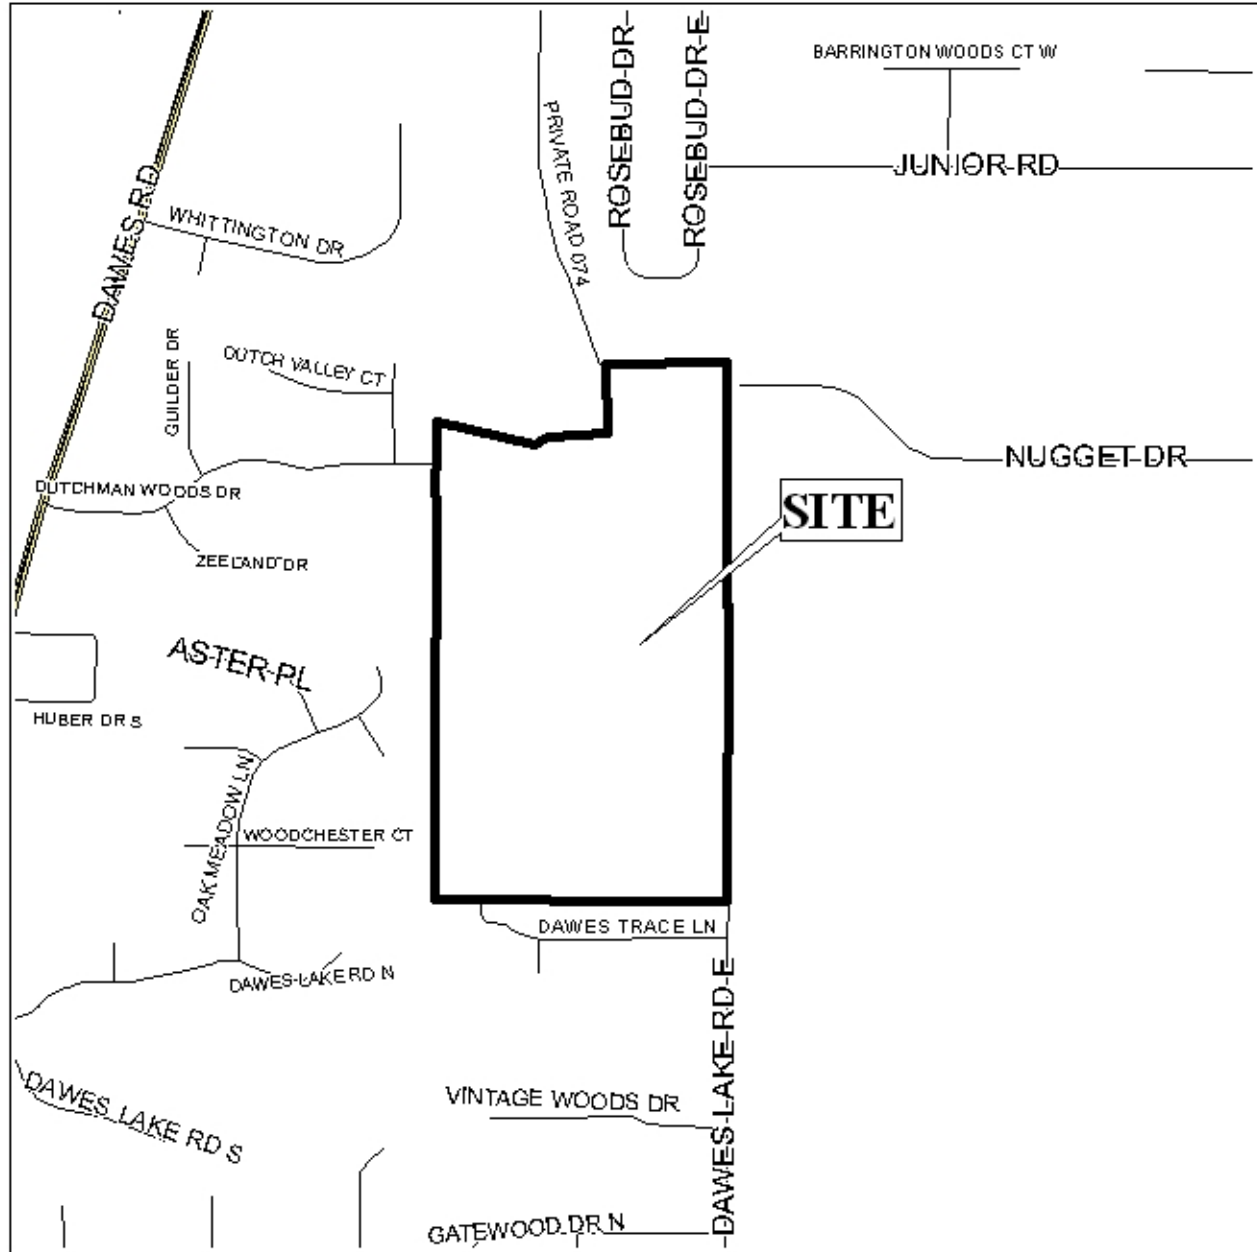 BARRINGTON WOODS CT W
ROSEBUD-DR
ROSEBUD-DR-E
PRIVATE ROAD 074
JUNIOR-RD
DAWES RD
WHITTINGTON DR
GUILDER DR
DUTCH VALLEY CT
NUGGET-DR
DUTCHMAN WOODS DR
SITE
ZEELAND DR
ASTER-PL
HUBER DR S
OAK MEADOW LN
WOODCHESTER CT
DAWES TRACE LN
DAWES-LAKE RD N
DAWES-LAKE-RD-E
DAWES LAKE RD S
VINTAGE WOODS DR
GATEWOOD DR N